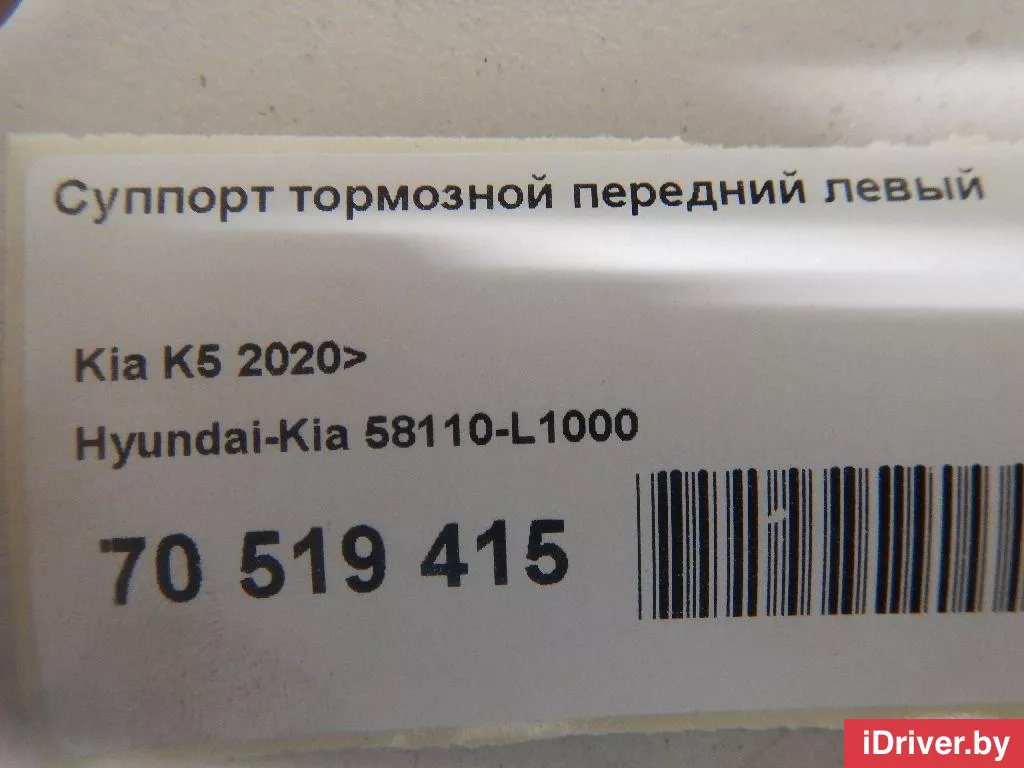 Суппорт тормозной передний левый
Kia K5 2020>
Hyundai-Kia 58110-L1000
70 519 415
iDriver.by